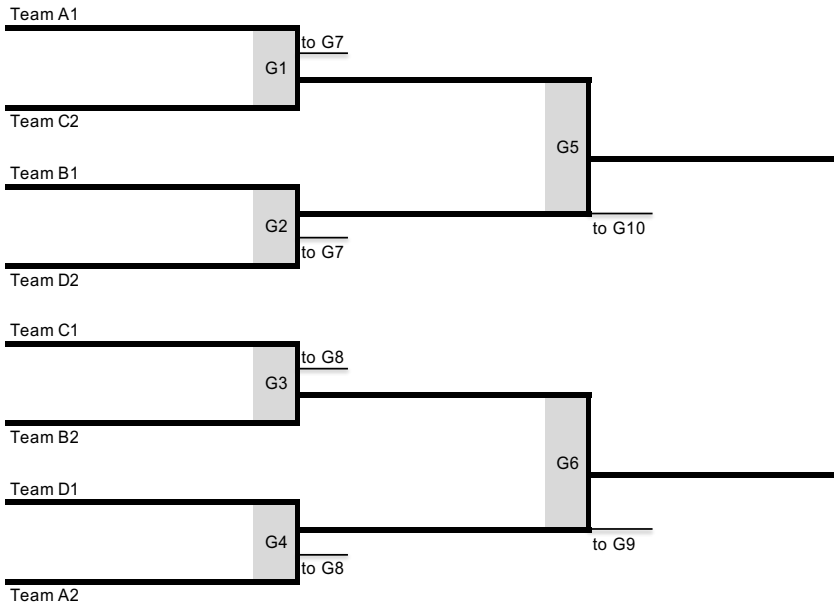 Team A1
to G7
G1
Team C2
G5
Team B1
G2
to G7
to G10
Team D2
Team C1
to G8
G3
Team B2
G6
Team D1
G4
to G9
to G8
Team A2